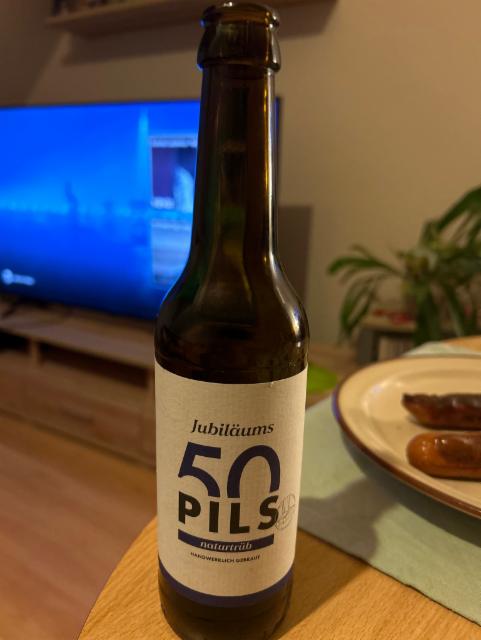 Jubiläums
50
PILS
naturtrüb
HANDWERKLICH GEBRAUT